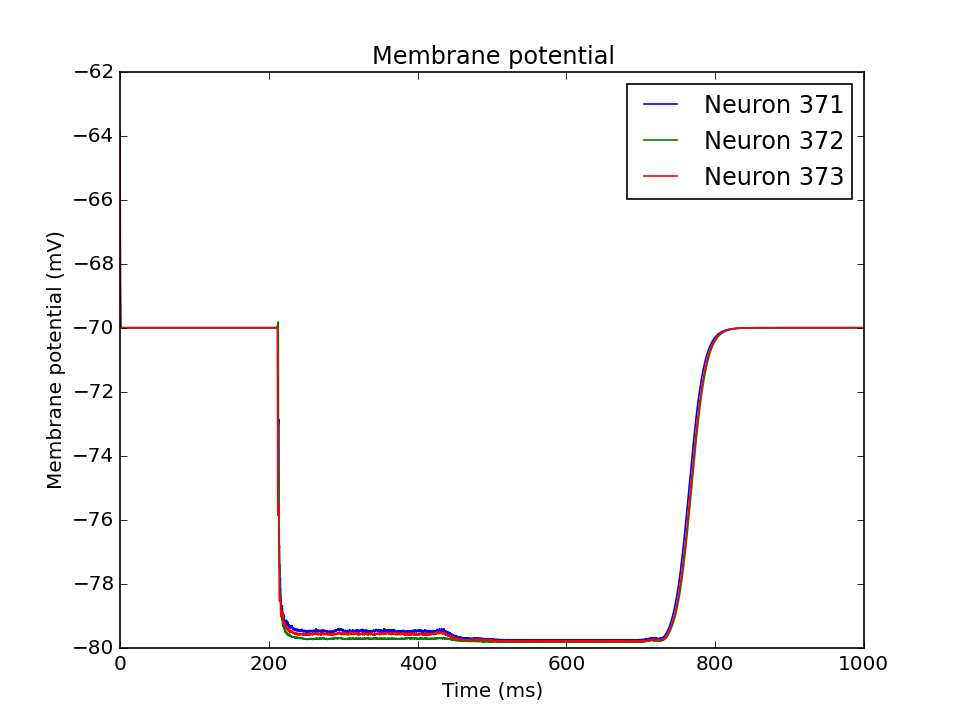 Membrane potential
−62
−64
−66
−68
−70
−72
−74
−76
−78
−80
Membrane potential (mV)
Neuron 371
Neuron 372
Neuron 373
0
200
400
600
800
1000
Time (ms)